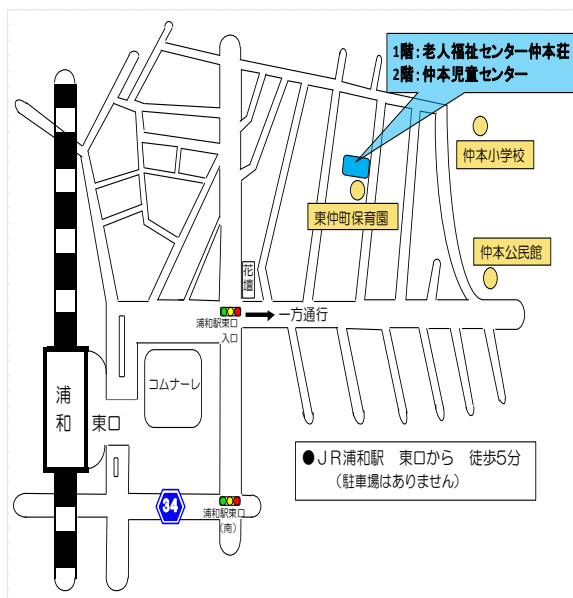 1階:老人福祉センター仲本荘
2階:仲本児童センター
仲本小学校
東仲町保育園
仲本公民館
花壇
一方通行
浦和駅東口
入口
コムナーレ
浦和
東口
●JR浦和駅　東口から　徒歩5分
(駐車場はありません)
34
浦和駅東口
(南)